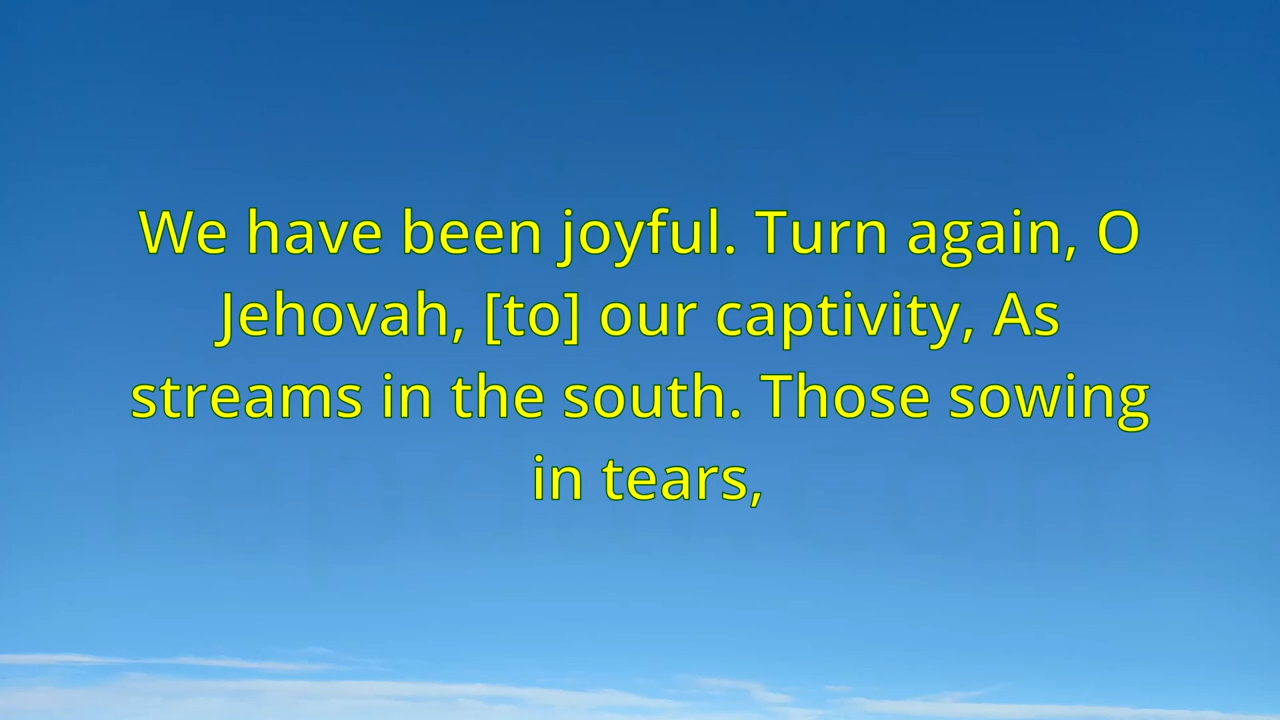 We have been joyful. Turn again, O
Jehovah, [to] our captivity, As
streams in the south. Those sowing
in tears,